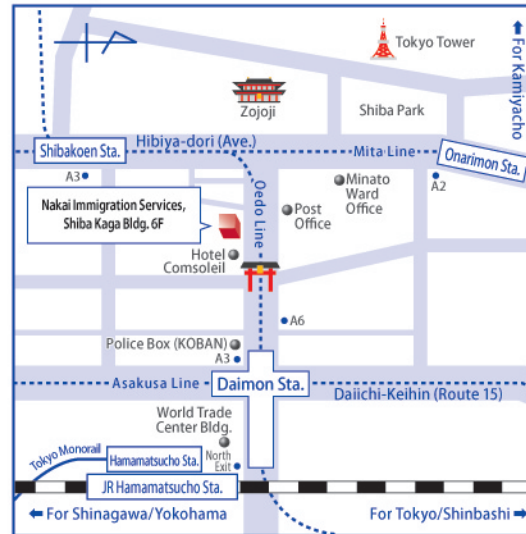 Tokyo Tower
For Kamiyacho
Zojoji
Shiba Park
Hibiya-dori (Ave.)
Shibakoen Sta.
Mita Line
Onarimon Sta.
A3
A2
Minato
Ward
Office
Nakai Immigration Services,
Shiba Kaga Bldg. 6F
Oedo Line
Post
Office
Hotel
Comsoleil
A6
Police Box (KOBAN)
A3
Asakusa Line
Daimon Sta.
Daiichi-Keihin (Route 15)
World Trade
Center Bldg.
Tokyo Monorail
Hamamatsucho Sta.
North
Exit
JR Hamamatsucho Sta.
For Shinagawa/Yokohama
For Tokyo/Shinbashi